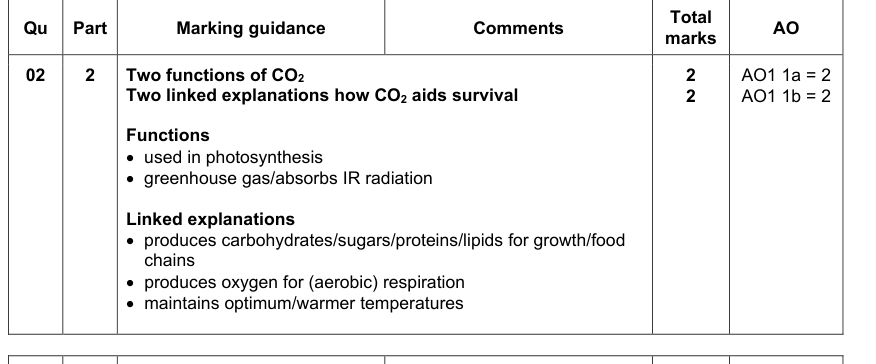 Qu Part Marking guidance Comments Total marks AO
02 2 Two functions of CO₂ 2 AO1 1a = 2
Two linked explanations how CO₂ aids survival 2 AO1 1b = 2
Functions
• used in photosynthesis
• greenhouse gas/absorbs IR radiation
Linked explanations
• produces carbohydrates/sugars/proteins/lipids for growth/food
chains
• produces oxygen for (aerobic) respiration
• maintains optimum/warmer temperatures